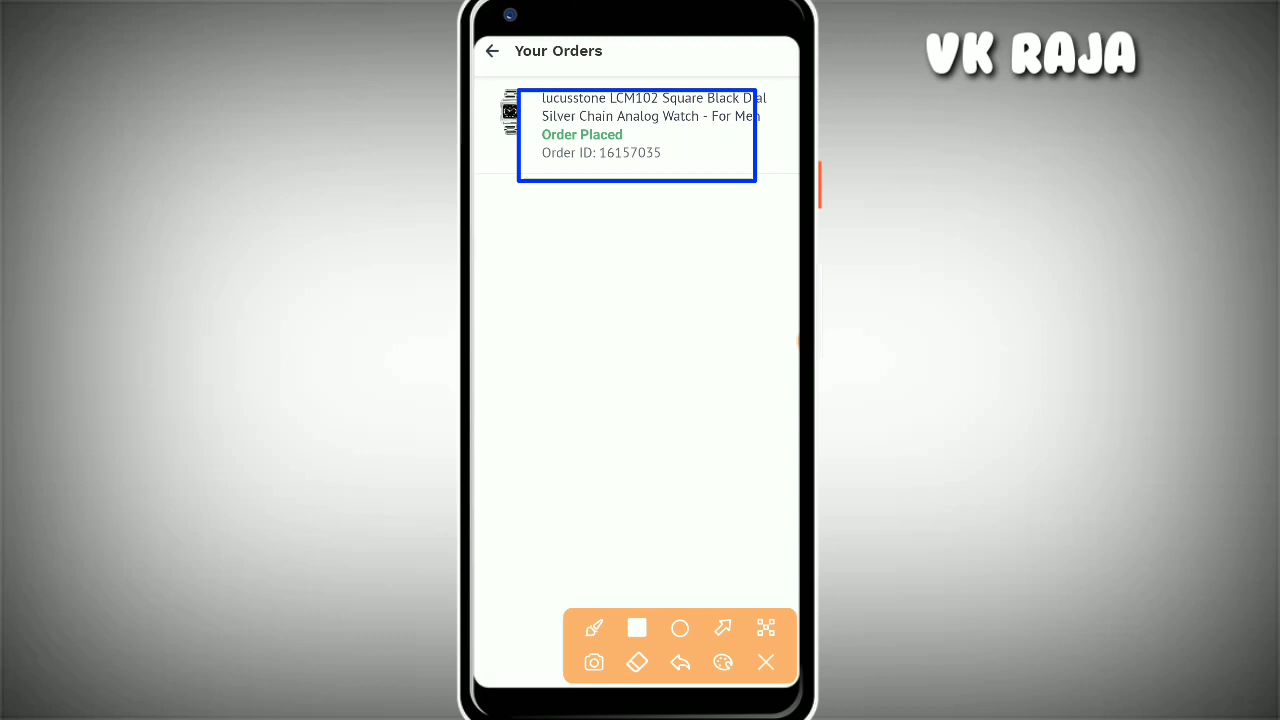 VK RAJA
Your Orders
lucusstone LCM102 Square Black Dial
Silver Chain Analog Watch - For Men
Order Placed
Order ID: 16157035